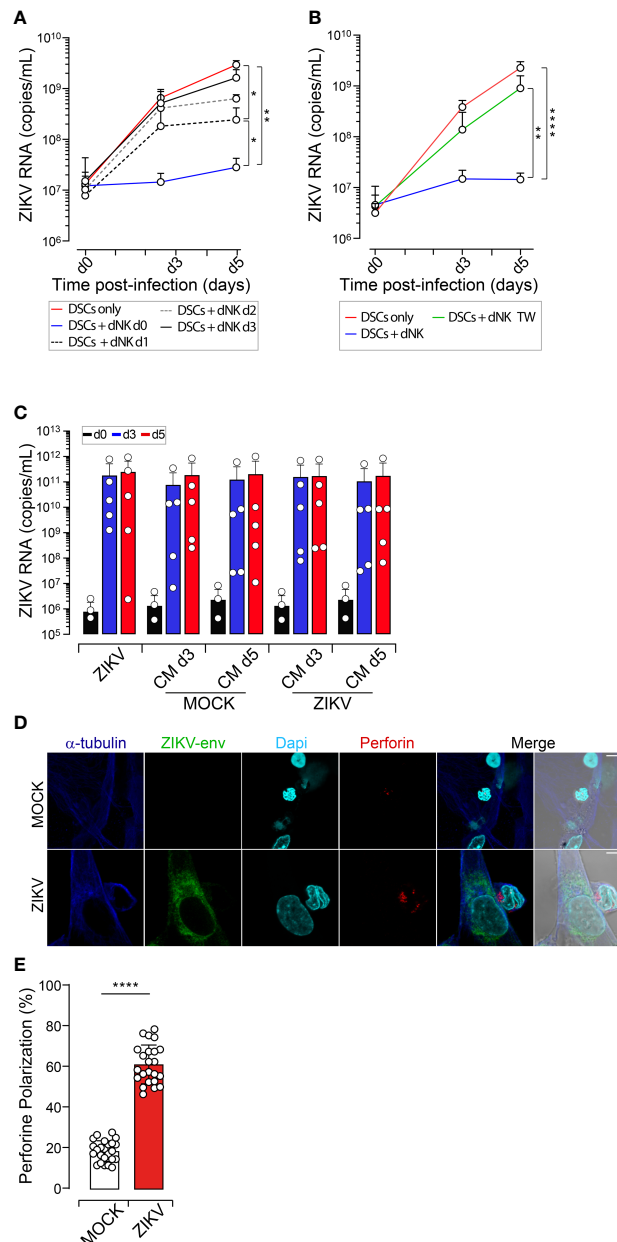 A
ZIKV RNA (copies/mL)
10¹⁰
10⁹
10⁸
10⁷
10⁶
d0
d3
d5
Time post-infection (days)
*
*
**
DSCs only
DSCs + dNK d0
DSCs + dNK d1
DSCs + dNK d2
DSCs + dNK d3
B
ZIKV RNA (copies/mL)
10¹⁰
10⁹
10⁸
10⁷
10⁶
d0
d3
d5
Time post-infection (days)
**
****
DSCs only
DSCs + dNK
DSCs + dNK TW
C
ZIKV RNA (copies/mL)
10¹³
10¹²
10¹¹
10¹⁰
10⁹
10⁸
10⁷
10⁶
10⁵
d0 d3 d5
ZIKV
CM d3
CM d5
CM d3
CM d5
MOCK
ZIKV
D
α-tubulin ZIKV-env Dapi Perforin Merge
MOCK
ZIKV
E
Perforine Polarization (%)
100
80
60
40
20
0
****
MOCK
ZIKV